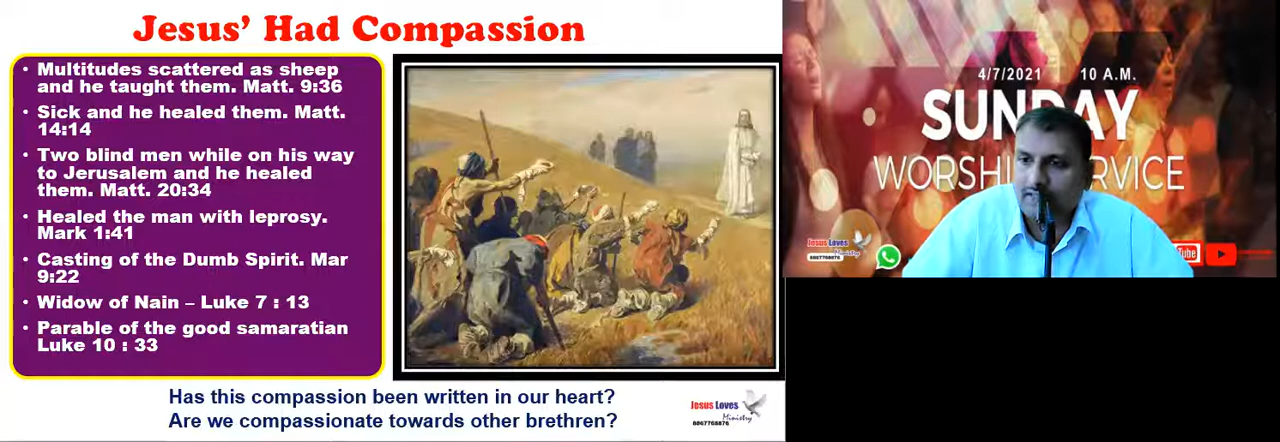 Jesus’ Had Compassion
• Multitudes scattered as sheep
and he taught them. Matt. 9:36
• Sick and he healed them. Matt.
14:14
• Two blind men while on his way
to Jerusalem and he healed
them. Matt. 20:34
• Healed the man with leprosy.
Mark 1:41
• Casting of the Dumb Spirit. Mar
9:22
• Widow of Nain – Luke 7 : 13
• Parable of the good samaratian
Luke 10 : 33
Has this compassion been written in our heart?
Are we compassionate towards other brethren?
Jesus Loves
Ministry
8867768876
4/7/2021 10 A.M.
Jesus Loves
Ministry
8867768876